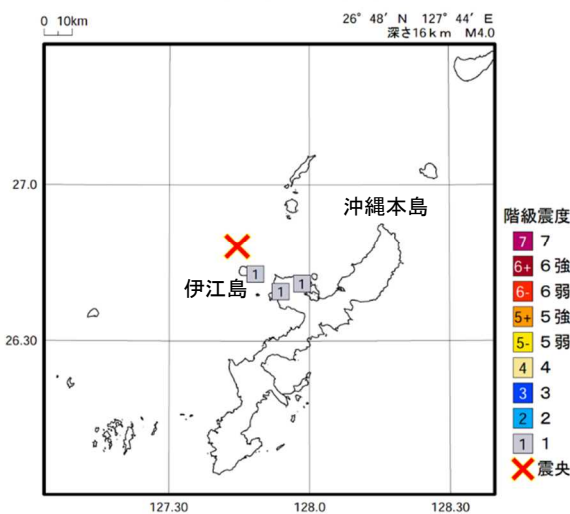 0 10km
26° 48′ N 127° 44′ E
深さ16km M4.0
27.0
沖縄本島
伊江島
1
1
1
26.30
127.30
128.0
128.30
階級震度
7 7
6+ 6強
6- 6弱
5+ 5強
5- 5弱
4 4
3 3
2 2
1 1
震央